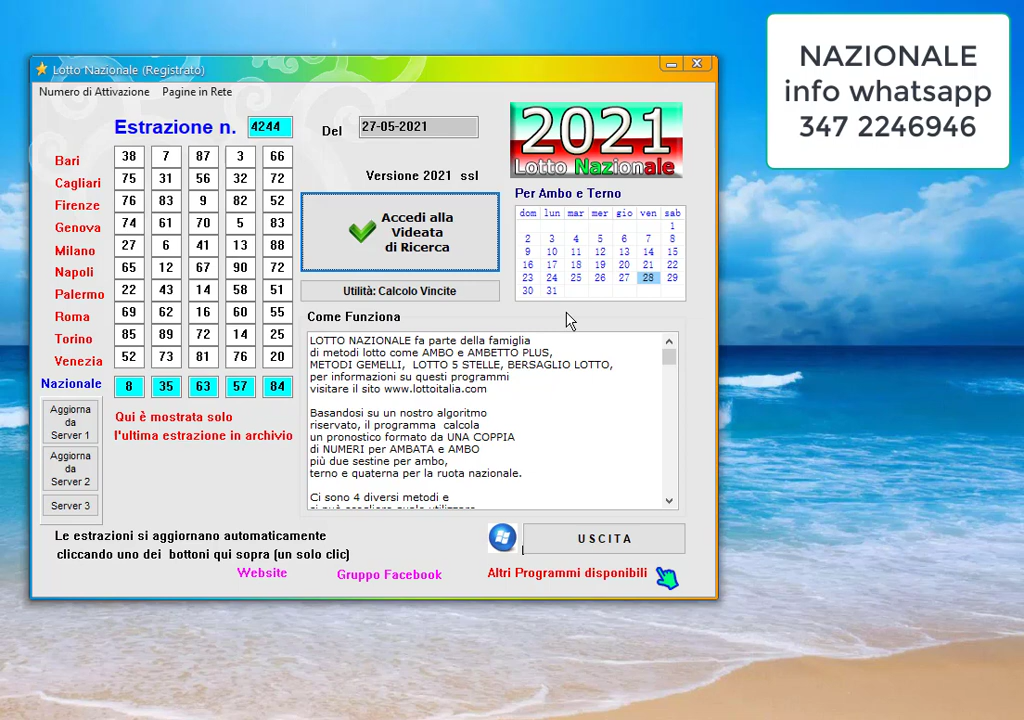 NAZIONALE
info whatsapp
347 2246946
Lotto Nazionale (Registrato)
Numero di Attivazione Pagine in Rete
Estrazione n. 4244 Del 27-05-2021
2021
Lotto Nazionale
Versione 2021 ssl
Bari 38 7 87 3 66
Cagliari 75 31 56 32 72
Firenze 76 83 9 82 52
Genova 74 61 70 5 83
Milano 27 6 41 13 88
Napoli 65 12 67 90 72
Palermo 22 43 14 58 51
Roma 69 62 16 60 55
Torino 85 89 72 14 25
Venezia 52 73 81 76 20
Nazionale 8 35 63 57 84
Accedi alla
Videata
di Ricerca
Utilità: Calcolo Vincite
Per Ambo e Terno
dom lun mar mer gio ven sab
1
2 3 4 5 6 7 8
9 10 11 12 13 14 15
16 17 18 19 20 21 22
23 24 25 26 27 28 29
30 31
Come Funziona
LOTTO NAZIONALE fa parte della famiglia
di metodi lotto come AMBO e AMBETTO PLUS,
METODI GEMELLI, LOTTO 5 STELLE, BERSAGLIO LOTTO,
per informazioni su questi programmi
visitare il sito www.lottoitalia.com
Basandosi su un nostro algoritmo
riservato, il programma calcola
un pronostico formato da UNA COPPIA
di NUMERI per AMBATA e AMBO
più due sestine per ambo,
terno e quaterna per la ruota nazionale.
Ci sono 4 diversi metodi e
Aggiorna
da
Server 1
Aggiorna
da
Server 2
Server 3
Qui è mostrata solo
l'ultima estrazione in archivio
Le estrazioni si aggiornano automaticamente
cliccando uno dei bottoni qui sopra (un solo clic)
USCITA
Website Gruppo Facebook Altri Programmi disponibili